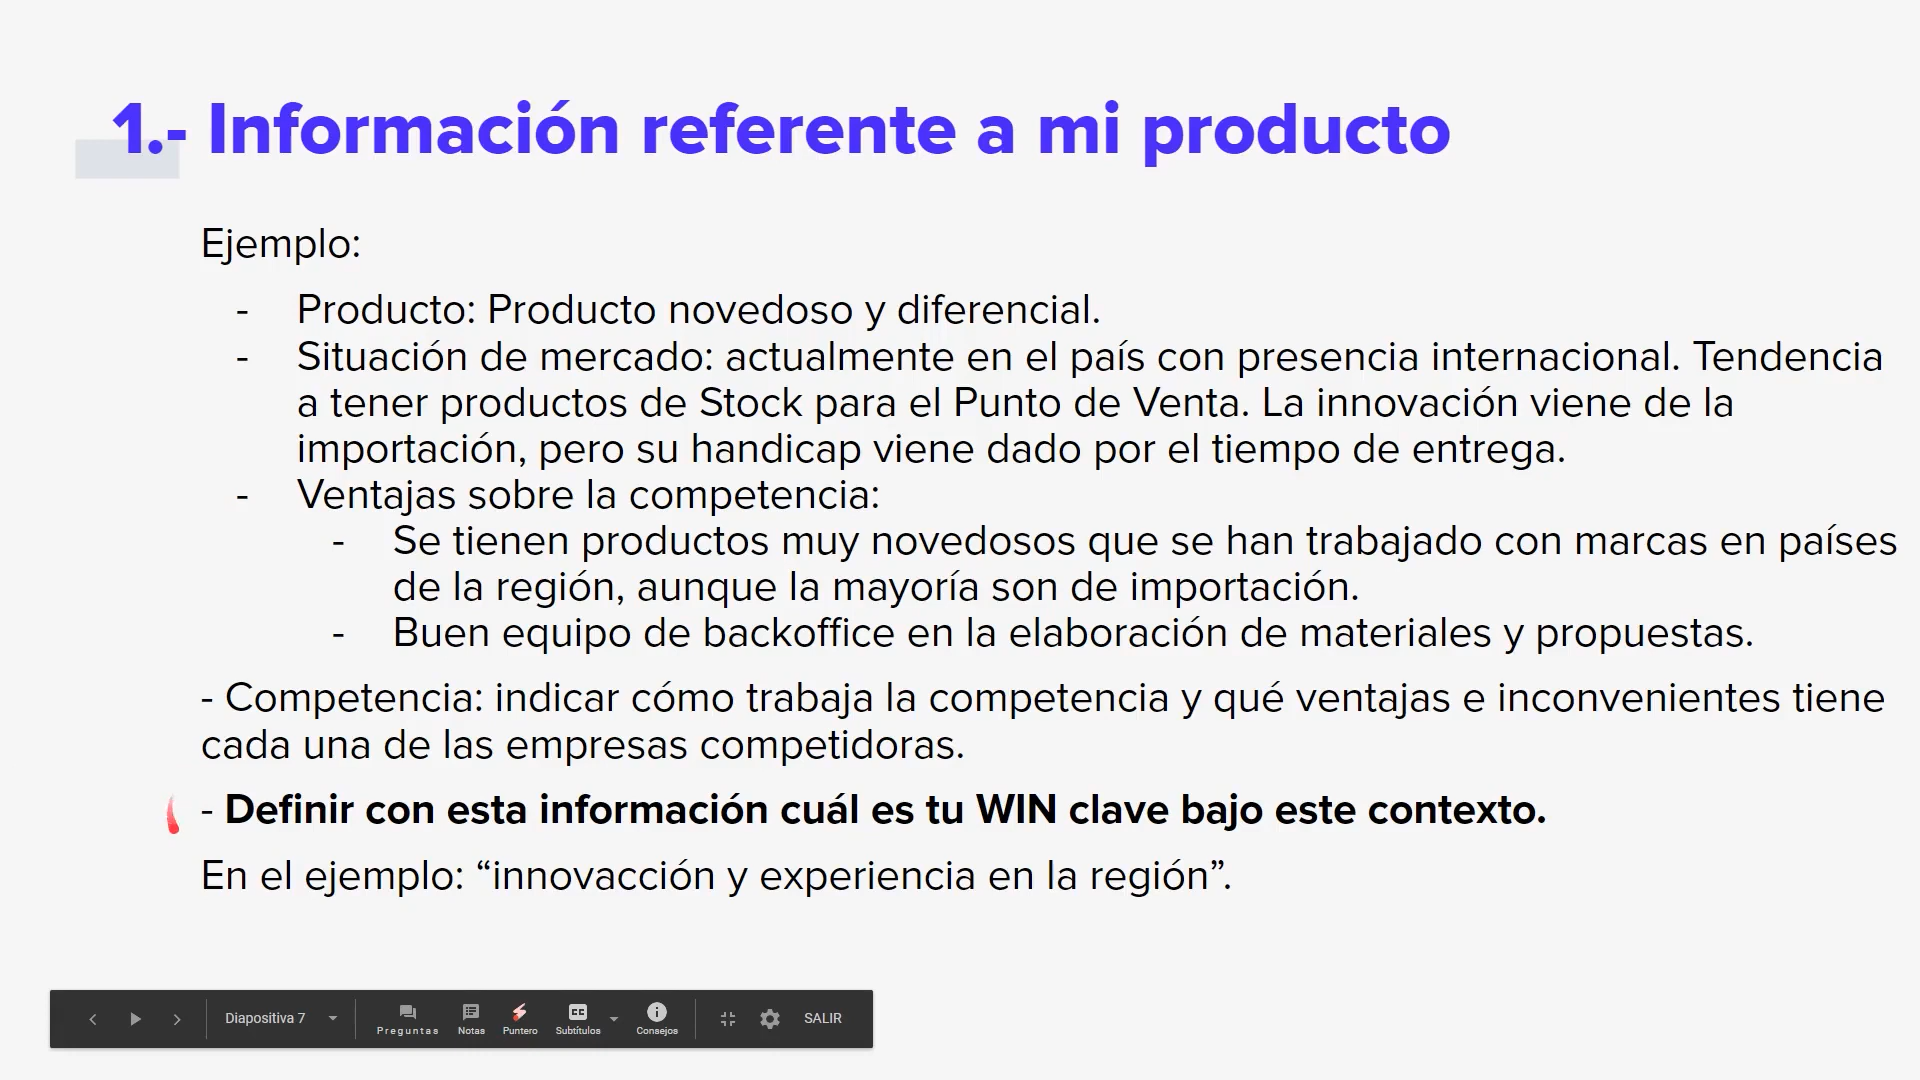 1.- Información referente a mi producto
Ejemplo:
- Producto: Producto novedoso y diferencial.
- Situación de mercado: actualmente en el país con presencia internacional. Tendencia
a tener productos de Stock para el Punto de Venta. La innovación viene de la
importación, pero su handicap viene dado por el tiempo de entrega.
- Ventajas sobre la competencia:
- Se tienen productos muy novedosos que se han trabajado con marcas en países
de la región, aunque la mayoría son de importación.
- Buen equipo de backoffice en la elaboración de materiales y propuestas.
- Competencia: indicar cómo trabaja la competencia y qué ventajas e inconvenientes tiene
cada una de las empresas competidoras.
- Definir con esta información cuál es tu WIN clave bajo este contexto.
En el ejemplo: “innovacción y experiencia en la región”.
Diapositiva 7 Preguntas Notas Puntero CC Subtítulos Consejos SALIR